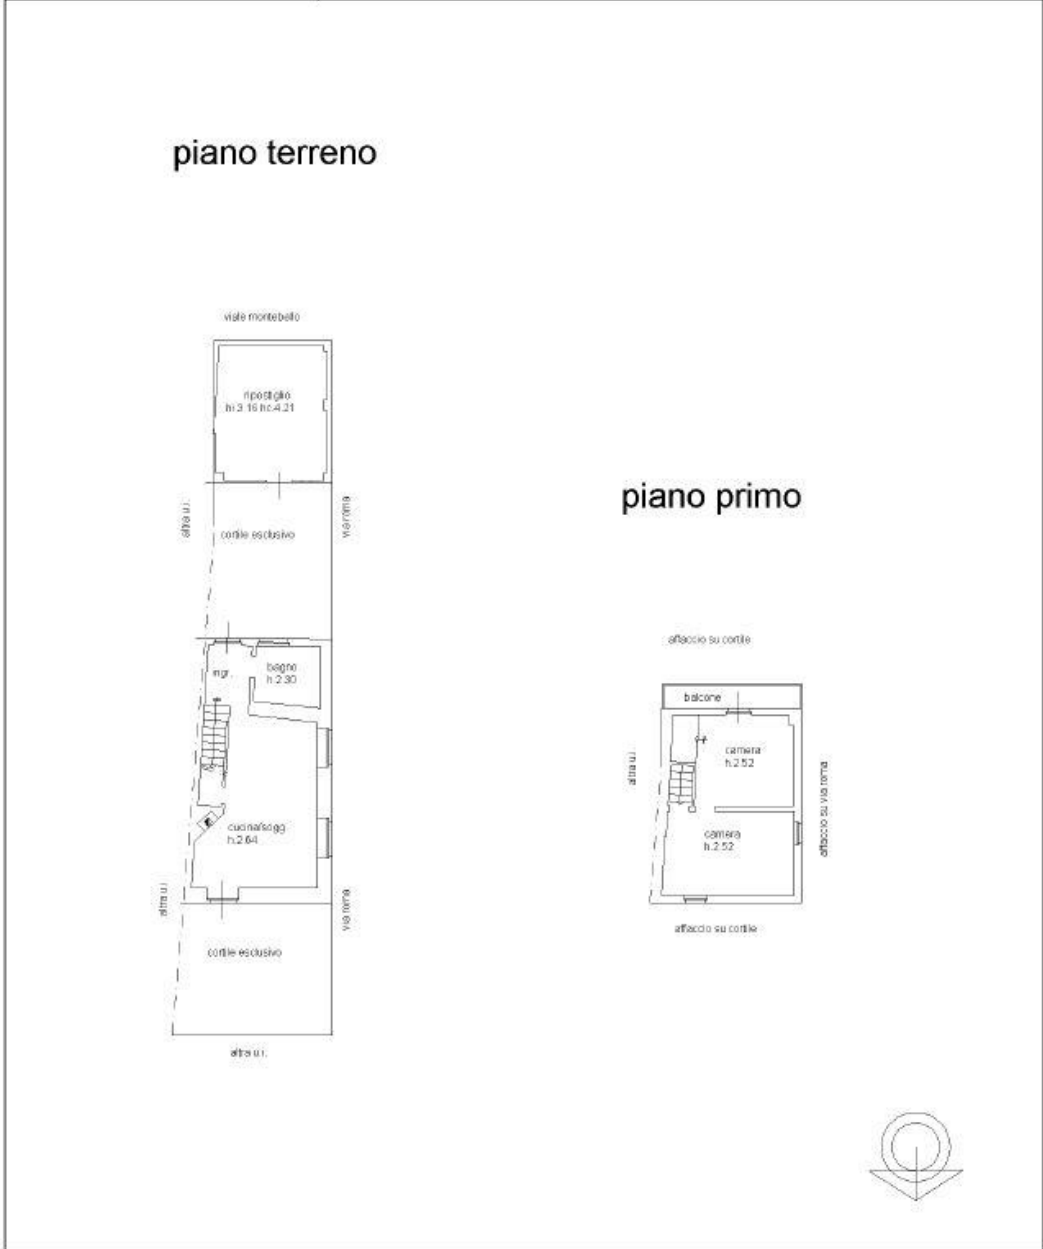 piano terreno
viale montebello
ripostiglio
hi.3.16 hc.4.21
altra u.i.
via roma
cortile esclusivo
ingr.
bagno
h.2.30
cucina/sogg
h.2.64
altra u.i
via roma
cortile esclusivo
altra u.i.
piano primo
affaccio su cortile
balcone
camera
h.2.52
altra u.i.
affaccio su via roma
camera
h.2.52
affaccio su cortile